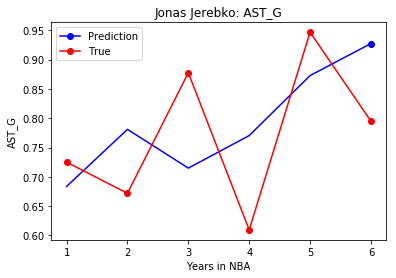 Jonas Jerebko: AST_G
Prediction
True
0.95
0.90
0.85
0.80
0.75
0.70
0.65
0.60
AST_G
1 2 3 4 5 6
Years in NBA